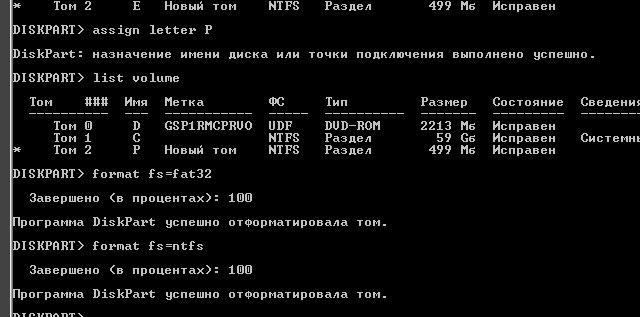 * Том 2 E Новый том NTFS Раздел 499 Мб Исправен
DISKPART> assign letter P
DiskPart: назначение имени диска или точки подключения выполнено успешно.
DISKPART> list volume
Том ### Имя Метка ФС Тип Размер Состояние Сведения
---------- --- ----------- ----- ---------- ------- --------- --------
Том 0 D GSP1RMCPRVO UDF DVD-ROM 2213 Мб Исправен
Том 1 C NTFS Раздел 59 Gб Исправен Системны
* Том 2 P Новый том NTFS Раздел 499 Мб Исправен
DISKPART> format fs=fat32
Завершено (в процентах): 100
Программа DiskPart успешно отформатировала том.
DISKPART> format fs=ntfs
Завершено (в процентах): 100
Программа DiskPart успешно отформатировала том.
DISKPART>